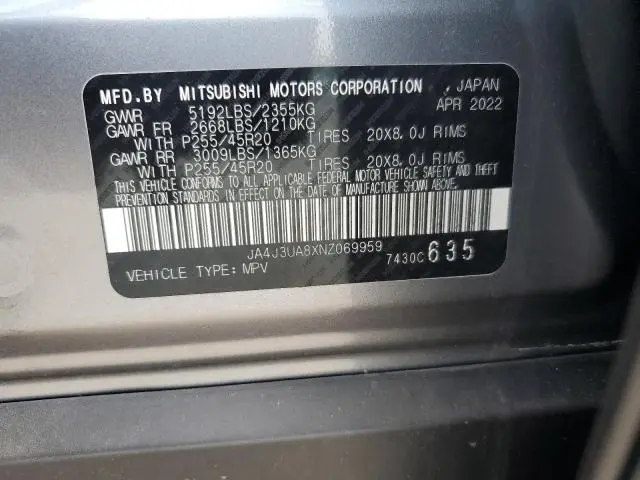 MFD.BY MITSUBISHI MOTORS CORPORATION , JAPAN
GVWR 5192LBS/2355KG APR 2022
GAWR FR 2668LBS/1210KG
WITH P255/45R20 TIRES 20X8.0J RIMS
GAWR RR 3009LBS/1365KG
WITH P255/45R20 TIRES 20X8.0J RIMS
THIS VEHICLE CONFORMS TO ALL APPLICABLE FEDERAL MOTOR VEHICLE SAFETY AND THEFT
PREVENTION STANDARDS IN EFFECT ON THE DATE OF MANUFACTURE SHOWN ABOVE.
JA4J3UA8XNZ069959
7430C 635
VEHICLE TYPE: MPV